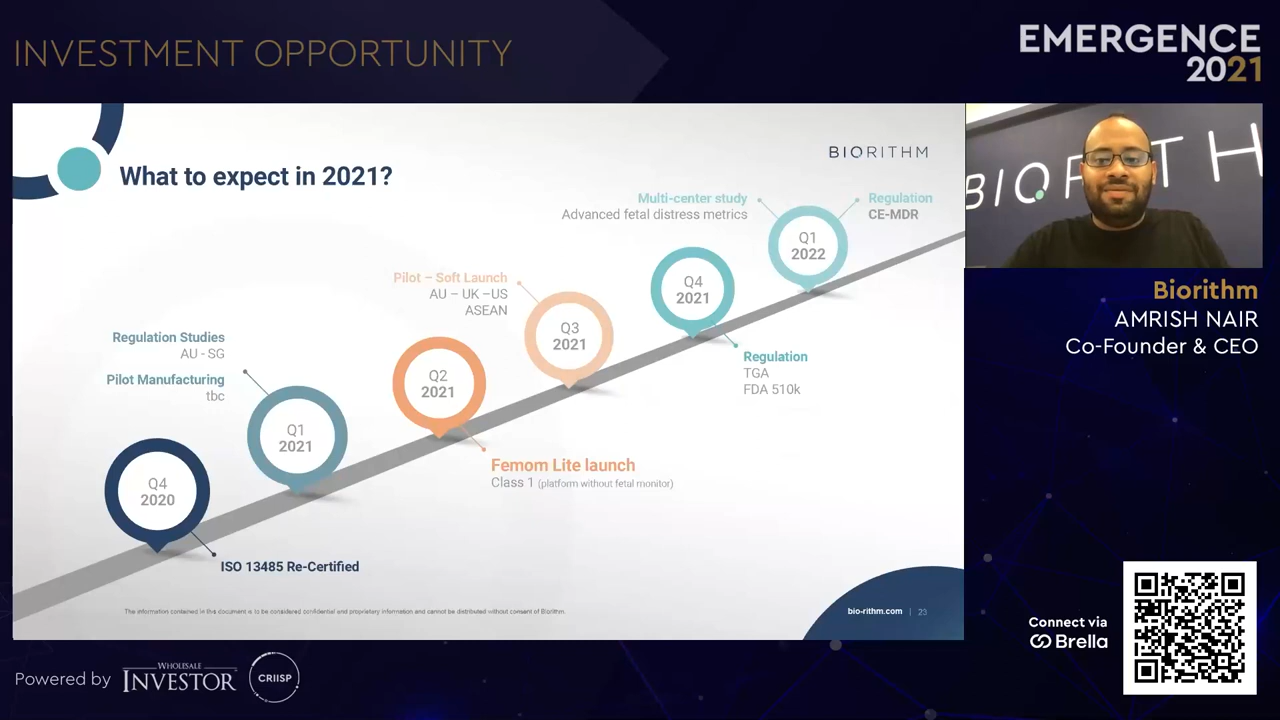 INVESTMENT OPPORTUNITY
EMERGENCE
2021
What to expect in 2021?
BIORITHM
Multi-center study
Advanced fetal distress metrics
Regulation
CE-MDR
Q1
2022
Pilot – Soft Launch
AU – UK –US
ASEAN
Q4
2021
Q3
2021
Regulation
TGA
FDA 510k
Regulation Studies
AU - SG
Pilot Manufacturing
tbc
Q2
2021
Q1
2021
Femom Lite launch
Class 1 (platform without fetal monitor)
Q4
2020
ISO 13485 Re-Certified
The information contained in this document is to be considered confidential and proprietary information and cannot be distributed without consent of Biorithm.
bio-rithm.com | 23
BIORITH
Biorithm
AMRISH NAIR
Co-Founder & CEO
Connect via
Brella
Powered by
WHOLESALE
INVESTOR
CRIISP